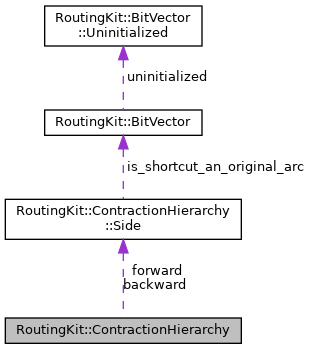 RoutingKit::BitVector
::Uninitialized
uninitialized
RoutingKit::BitVector
is_shortcut_an_original_arc
RoutingKit::ContractionHierarchy
::Side
forward
backward
RoutingKit::ContractionHierarchy